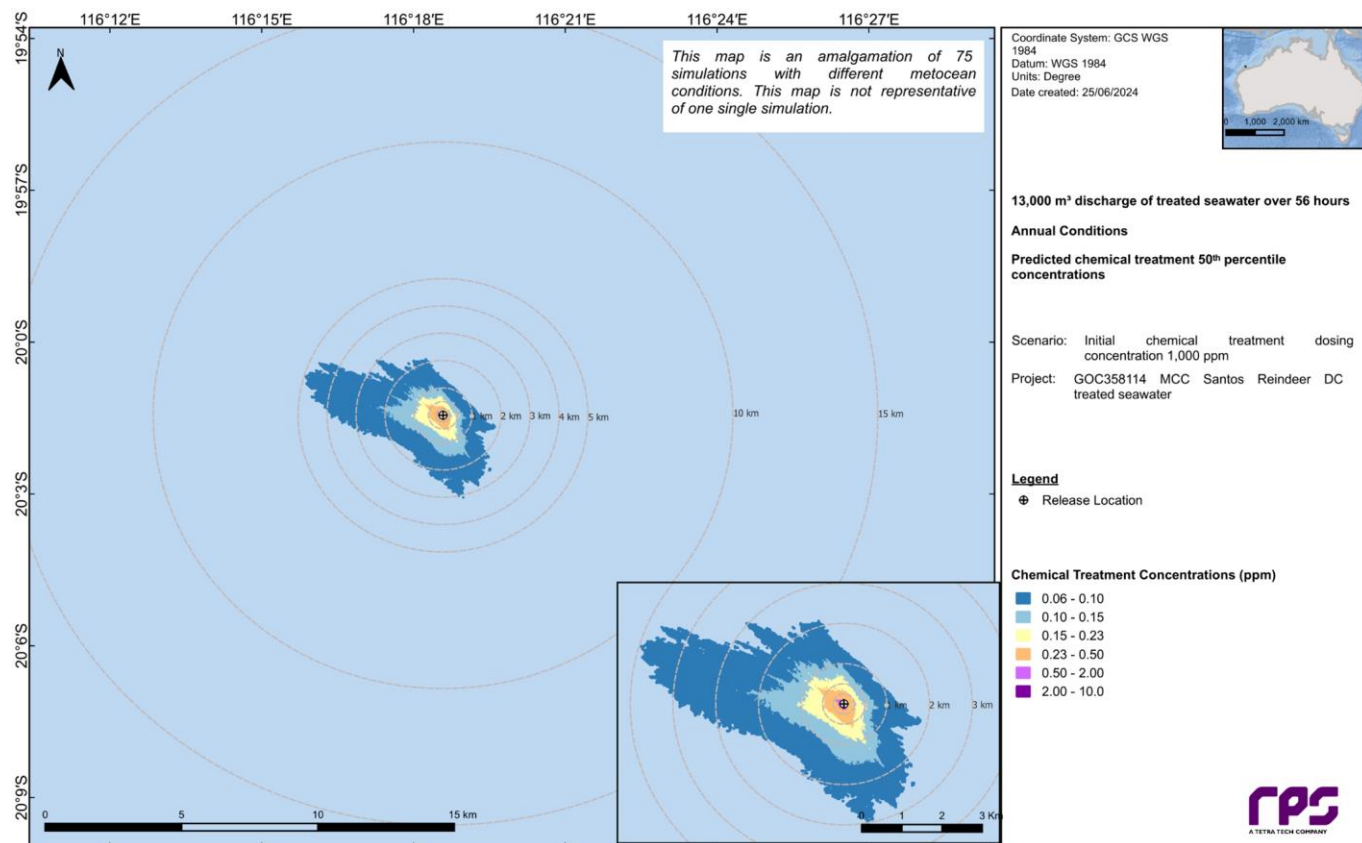 116°12'E 116°15'E 116°18'E 116°21'E 116°24'E 116°27'E
19°54'S
19°57'S
20°0'S
20°3'S
20°6'S
20°9'S
N
This map is an amalgamation of 75
simulations with different metocean
conditions. This map is not representative
of one single simulation.
1 km 2 km 3 km 4 km 5 km 10 km 15 km
0 5 10 15 km
1 km 2 km 3 km
0 1 2 3 Km
Coordinate System: GCS WGS
1984
Datum: WGS 1984
Units: Degree
Date created: 25/06/2024
0 1,000 2,000 km
13,000 m³ discharge of treated seawater over 56 hours
Annual Conditions
Predicted chemical treatment 50th percentile
concentrations
Scenario: Initial chemical treatment dosing
concentration 1,000 ppm
Project: GOC358114 MCC Santos Reindeer DC
treated seawater
Legend
Release Location
Chemical Treatment Concentrations (ppm)
0.06 - 0.10
0.10 - 0.15
0.15 - 0.23
0.23 - 0.50
0.50 - 2.00
2.00 - 10.0
rps
A TETRA TECH COMPANY